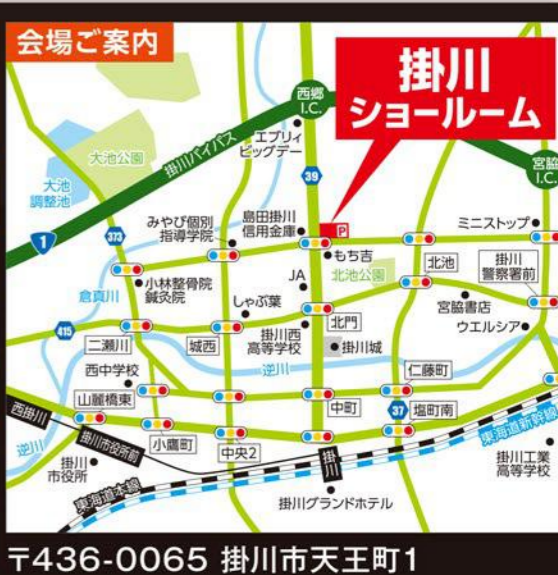 会場ご案内
掛川
ショールーム
西郷
I.C.
宮脇
I.C.
エブリィ
ビッグデー
大池公園
掛川バイパス
大池
調整池
1
39
373
みやび個別
指導学院
島田掛川
信用金庫
P
ミニストップ
もち吉
北池公園
北池
掛川
警察署前
小林整骨院
鍼灸院
倉真川
JA
しゃぶ葉
宮脇書店
ウエルシア
415
二瀬川
城西
掛川西
高等学校
北門
掛川城
逆川
西中学校
仁藤町
山麓橋東
中町
37
塩町南
西掛川
掛川市役所前
小鷹町
中央2
掛川
東海道新幹線
逆川
掛川
市役所
東海道本線
掛川グランドホテル
掛川工業
高等学校
〒436-0065 掛川市天王町1